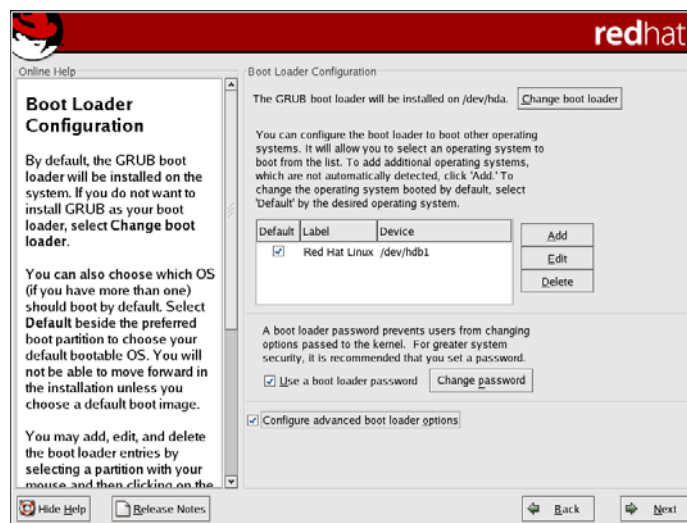 redhat
Online Help
Boot Loader
Configuration
By default, the GRUB boot
loader will be installed on the
system. If you do not want to
install GRUB as your boot
loader, select Change boot
loader.
You can also choose which OS
(if you have more than one)
should boot by default. Select
Default beside the preferred
boot partition to choose your
default bootable OS. You will
not be able to move forward in
the installation unless you
choose a default boot image.
You may add, edit, and delete
the boot loader entries by
selecting a partition with your
mouse and then clicking on the
Boot Loader Configuration
The GRUB boot loader will be installed on /dev/hda. Change boot loader
You can configure the boot loader to boot other operating
systems. It will allow you to select an operating system to
boot from the list. To add additional operating systems,
which are not automatically detected, click 'Add.' To
change the operating system booted by default, select
'Default' by the desired operating system.
Default Label Device
Red Hat Linux /dev/hdb1
Add
Edit
Delete
A boot loader password prevents users from changing
options passed to the kernel. For greater system
security, it is recommended that you set a password.
Use a boot loader password Change password
Configure advanced boot loader options
Hide Help Release Notes Back Next